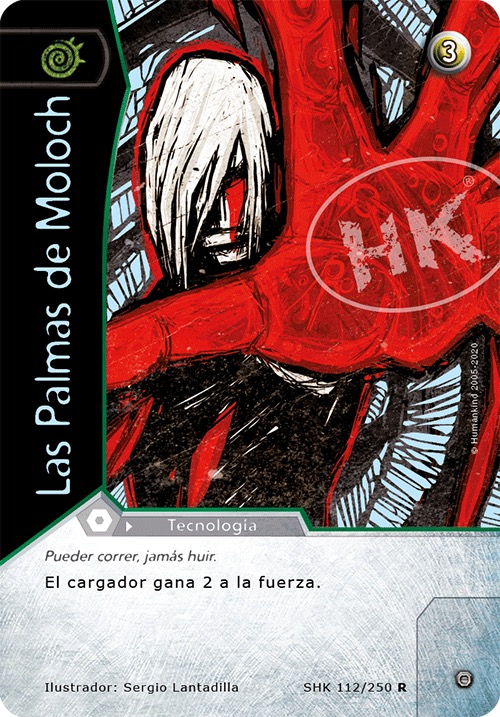 3
Las Palmas de Moloch
HK®
© Humankind 2005-2020
Tecnología
Pueder correr, jamás huir.
El cargador gana 2 a la fuerza.
Ilustrador: Sergio Lantadilla
SHK 112/250 R